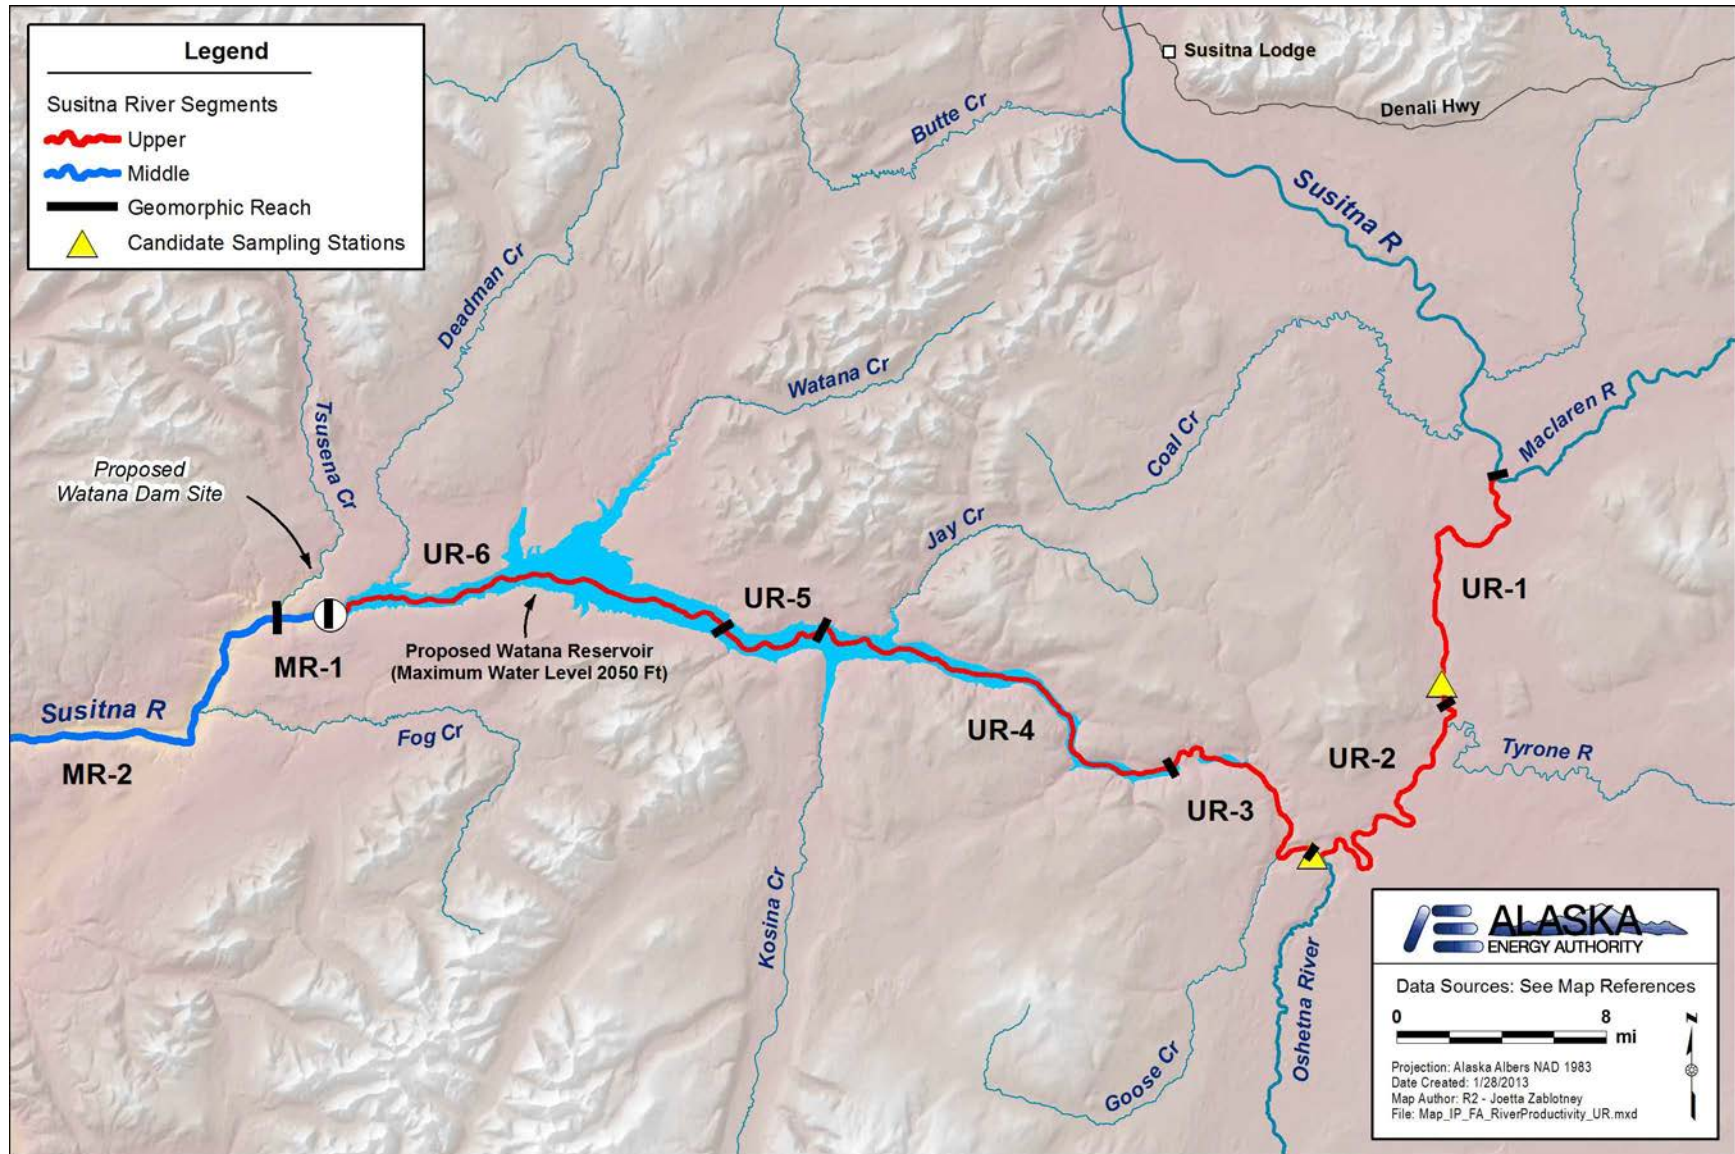 Legend
Susitna River Segments
Upper
Middle
Geomorphic Reach
Candidate Sampling Stations
Susitna Lodge
Denali Hwy
Butte Cr
Susitna R
Deadman Cr
Watana Cr
Coal Cr
Maclaren R
Tsusena Cr
Proposed
Watana Dam Site
Jay Cr
UR-6
UR-5
UR-1
MR-1
Proposed Watana Reservoir
(Maximum Water Level 2050 Ft)
Susitna R
Fog Cr
MR-2
UR-4
UR-2
Tyrone R
UR-3
Kosina Cr
Goose Cr
Oshetna River
ALASKA
ENERGY AUTHORITY
Data Sources: See Map References
0 8
mi
N
Projection: Alaska Albers NAD 1983
Date Created: 1/28/2013
Map Author: R2 - Joetta Zablotney
File: Map_IP_FA_RiverProductivity_UR.mxd